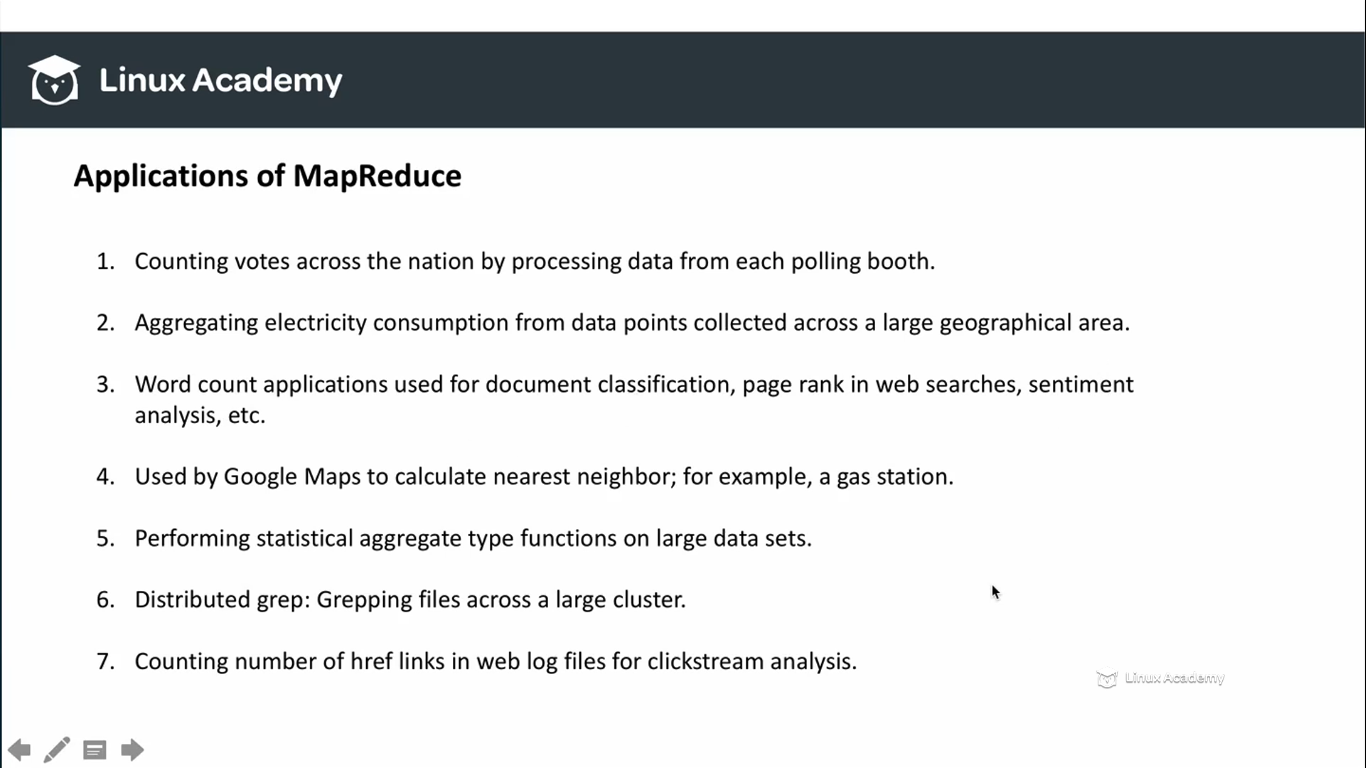 Linux Academy
Applications of MapReduce
1. Counting votes across the nation by processing data from each polling booth.
2. Aggregating electricity consumption from data points collected across a large geographical area.
3. Word count applications used for document classification, page rank in web searches, sentiment
analysis, etc.
4. Used by Google Maps to calculate nearest neighbor; for example, a gas station.
5. Performing statistical aggregate type functions on large data sets.
6. Distributed grep: Grepping files across a large cluster.
7. Counting number of href links in web log files for clickstream analysis.
Linux Academy